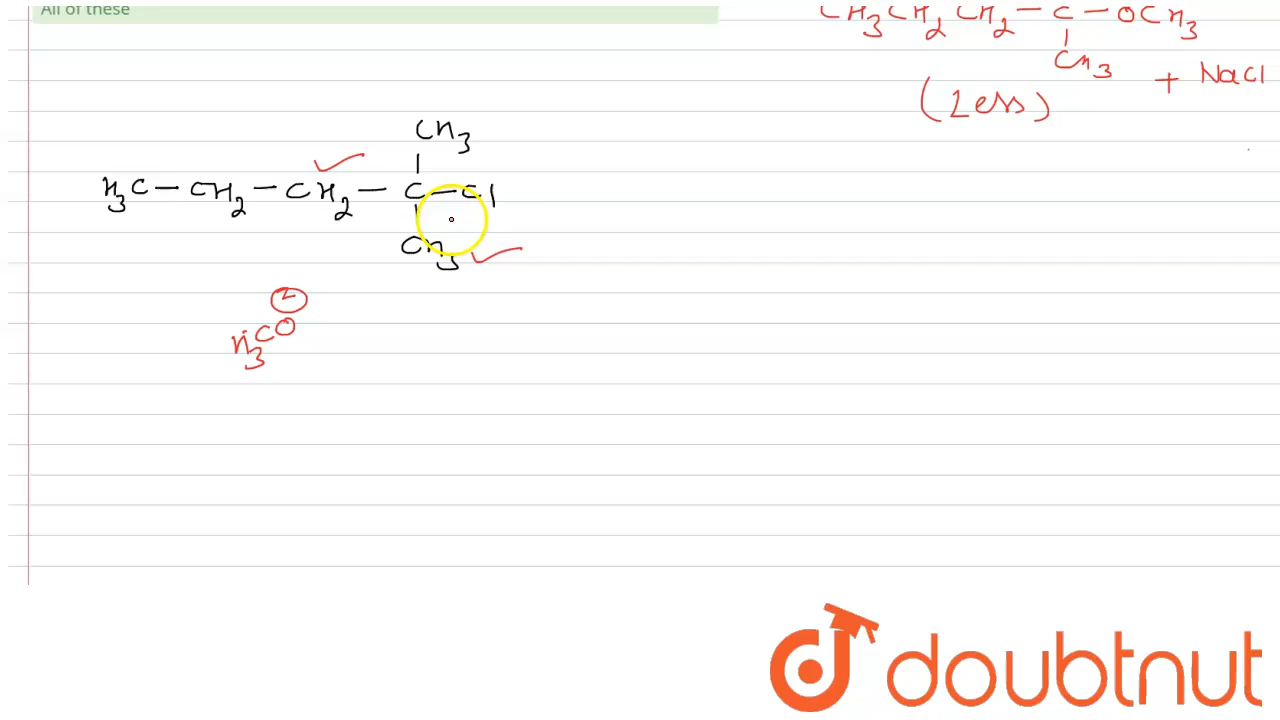 All of these
CH3CH2CH2-C-OCH3
CH3
+ NaCl
(Less)
CH3
H3C-CH2-CH2-C-Cl
CH3
H3CO
doubtnut